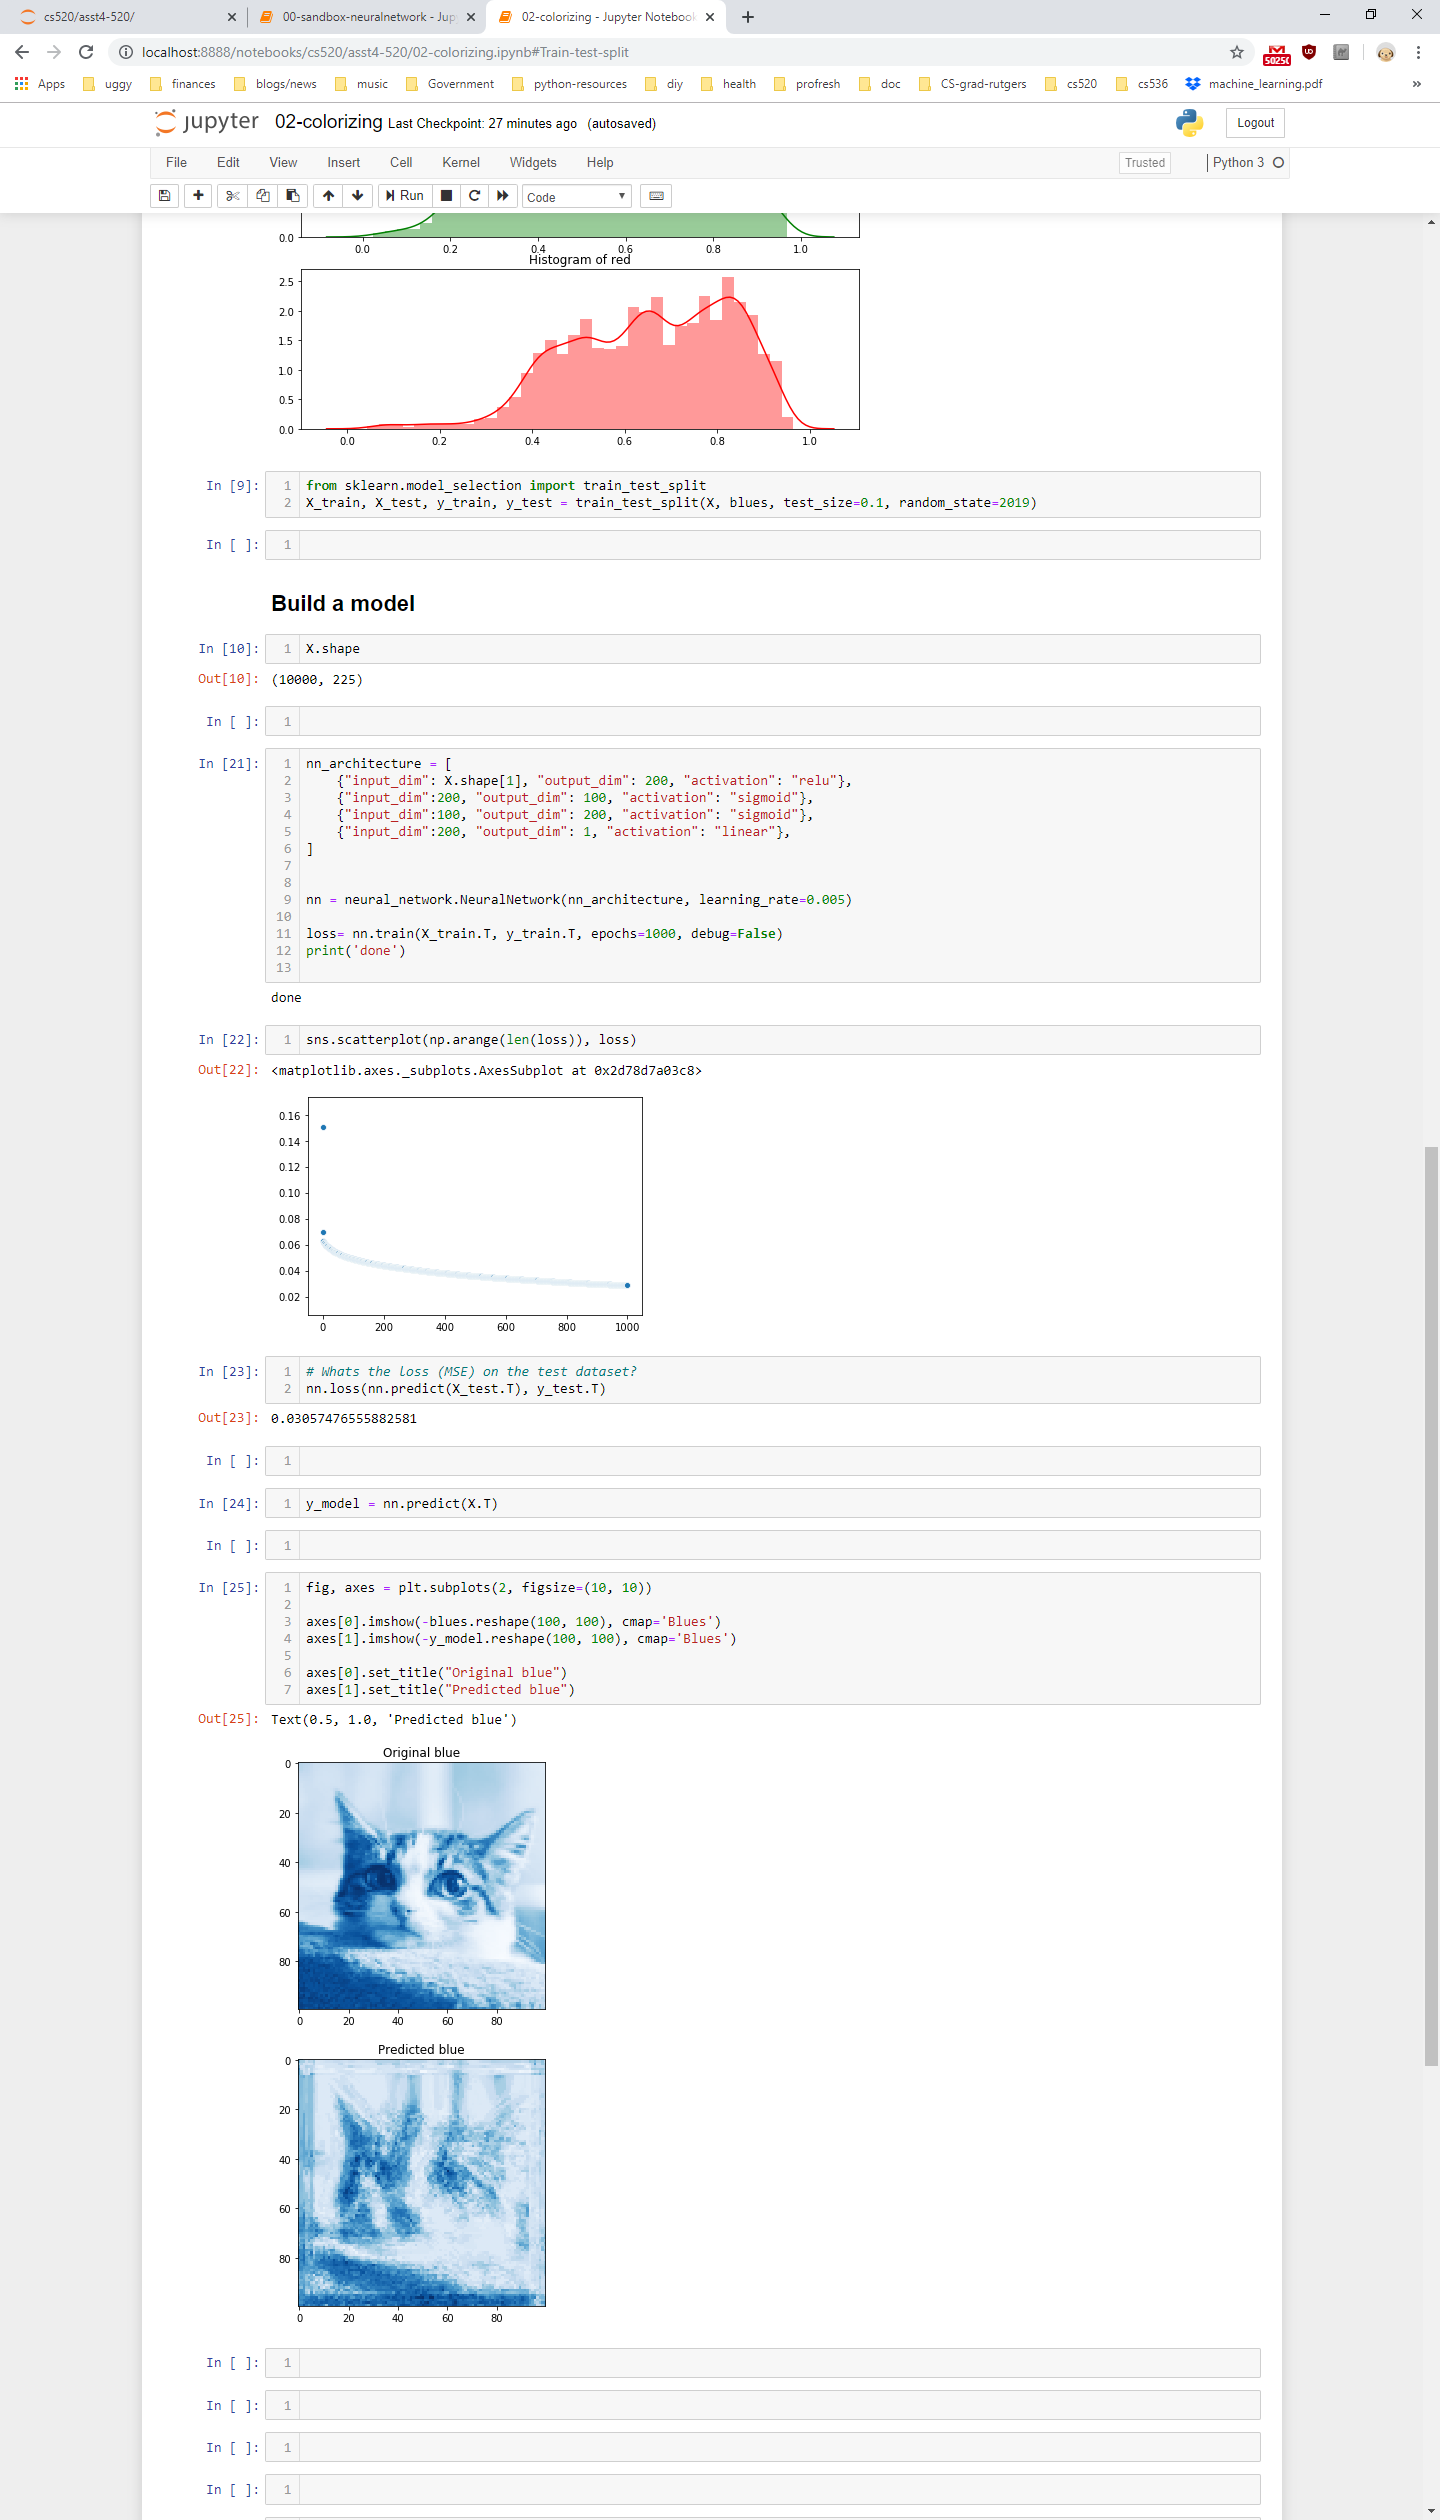 cs520/asst4-520/
00-sandbox-neuralnetwork - Jup
02-colorizing - Jupyter Notebook
localhost:8888/notebooks/cs520/asst4-520/02-colorizing.ipynb#Train-test-split
Apps uggy finances blogs/news music Government python-resources diy health profresh doc CS-grad-rutgers cs520 cs536 machine_learning.pdf »
jupyter 02-colorizing Last Checkpoint: 27 minutes ago (autosaved)
Logout
File Edit View Insert Cell Kernel Widgets Help
Trusted
Python 3
Run
Code
0.0
0.0 0.2 0.4 0.6 0.8 1.0
Histogram of red
2.5
2.0
1.5
1.0
0.5
0.0
0.0 0.2 0.4 0.6 0.8 1.0
In [9]:
1 from sklearn.model_selection import train_test_split
2 X_train, X_test, y_train, y_test = train_test_split(X, blues, test_size=0.1, random_state=2019)
In [ ]: 1
Build a model
In [10]: 1 X.shape
Out[10]: (10000, 225)
In [ ]: 1
In [21]:
1 nn_architecture = [
2 {"input_dim": X.shape[1], "output_dim": 200, "activation": "relu"},
3 {"input_dim":200, "output_dim": 100, "activation": "sigmoid"},
4 {"input_dim":100, "output_dim": 200, "activation": "sigmoid"},
5 {"input_dim":200, "output_dim": 1, "activation": "linear"},
6 ]
7
8
9 nn = neural_network.NeuralNetwork(nn_architecture, learning_rate=0.005)
10
11 loss= nn.train(X_train.T, y_train.T, epochs=1000, debug=False)
12 print('done')
13
done
In [22]: 1 sns.scatterplot(np.arange(len(loss)), loss)
Out[22]: <matplotlib.axes._subplots.AxesSubplot at 0x2d78d7a03c8>
0.16
0.14
0.12
0.10
0.08
0.06
0.04
0.02
0 200 400 600 800 1000
In [23]:
1 # Whats the loss (MSE) on the test dataset?
2 nn.loss(nn.predict(X_test.T), y_test.T)
Out[23]: 0.03057476555882581
In [ ]: 1
In [24]: 1 y_model = nn.predict(X.T)
In [ ]: 1
In [25]:
1 fig, axes = plt.subplots(2, figsize=(10, 10))
2
3 axes[0].imshow(-blues.reshape(100, 100), cmap='Blues')
4 axes[1].imshow(-y_model.reshape(100, 100), cmap='Blues')
5
6 axes[0].set_title("Original blue")
7 axes[1].set_title("Predicted blue")
Out[25]: Text(0.5, 1.0, 'Predicted blue')
Original blue
0
20
40
60
80
0 20 40 60 80
Predicted blue
0
20
40
60
80
0 20 40 60 80
In [ ]: 1
In [ ]: 1
In [ ]: 1
In [ ]: 1